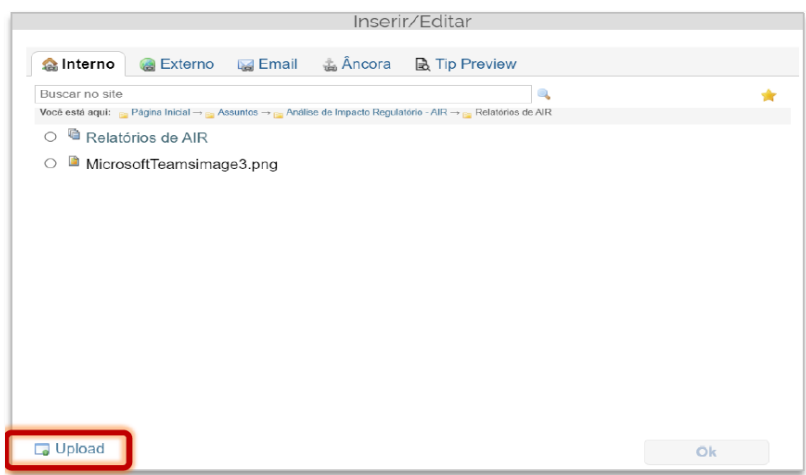 Inserir/Editar
Interno Externo Email Âncora Tip Preview
Buscar no site
Você está aqui: Página Inicial → Assuntos → Análise de Impacto Regulatório - AIR → Relatórios de AIR
Relatórios de AIR
MicrosoftTeamsimage3.png
Upload Ok